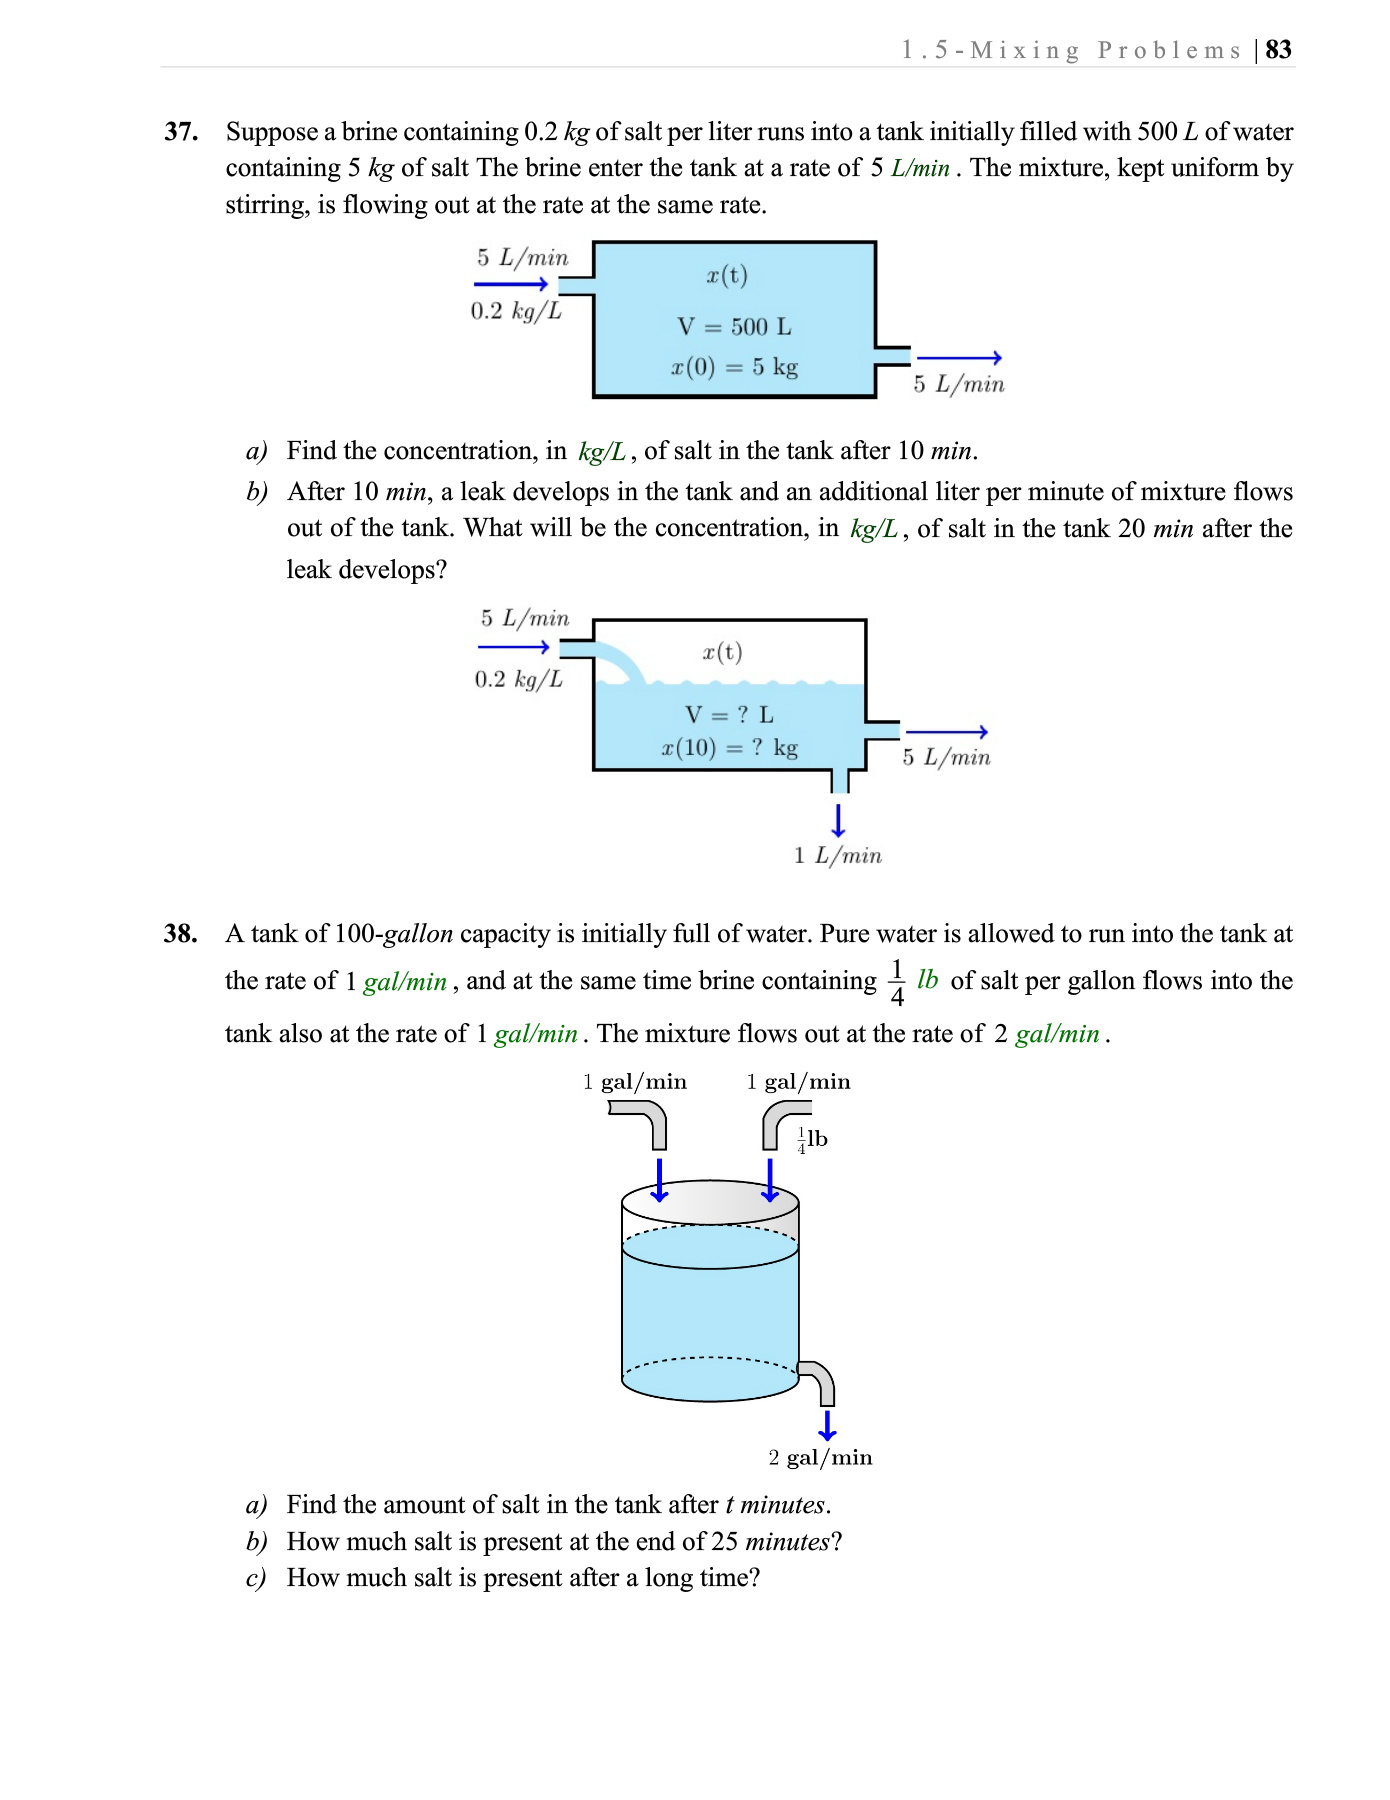 1.5-Mixing Problems | 83
37. Suppose a brine containing 0.2 kg of salt per liter runs into a tank initially filled with 500 L of water
containing 5 kg of salt The brine enter the tank at a rate of 5 L/min . The mixture, kept uniform by
stirring, is flowing out at the rate at the same rate.
5 L/min
0.2 kg/L
x(t)
V = 500 L
x(0) = 5 kg
5 L/min
a) Find the concentration, in kg/L , of salt in the tank after 10 min.
b) After 10 min, a leak develops in the tank and an additional liter per minute of mixture flows
out of the tank. What will be the concentration, in kg/L , of salt in the tank 20 min after the
leak develops?
5 L/min
0.2 kg/L
x(t)
V = ? L
x(10) = ? kg
5 L/min
1 L/min
38. A tank of 100-gallon capacity is initially full of water. Pure water is allowed to run into the tank at
the rate of 1 gal/min , and at the same time brine containing 1/4 lb of salt per gallon flows into the
tank also at the rate of 1 gal/min . The mixture flows out at the rate of 2 gal/min .
1 gal/min 1 gal/min
1/4 lb
2 gal/min
a) Find the amount of salt in the tank after t minutes.
b) How much salt is present at the end of 25 minutes?
c) How much salt is present after a long time?